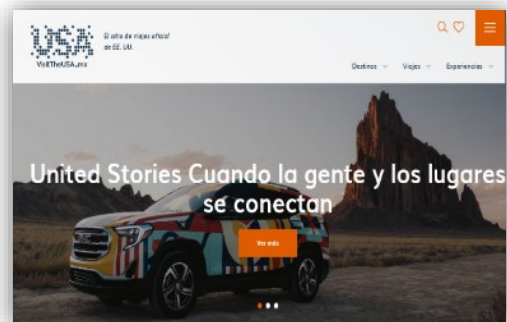 USA
VisitTheUSA.mx
El sitio de viajes oficial
de EE. UU.
Destinos
Viajes
Experiencias
United Stories Cuando la gente y los lugares
se conectan
Ver más